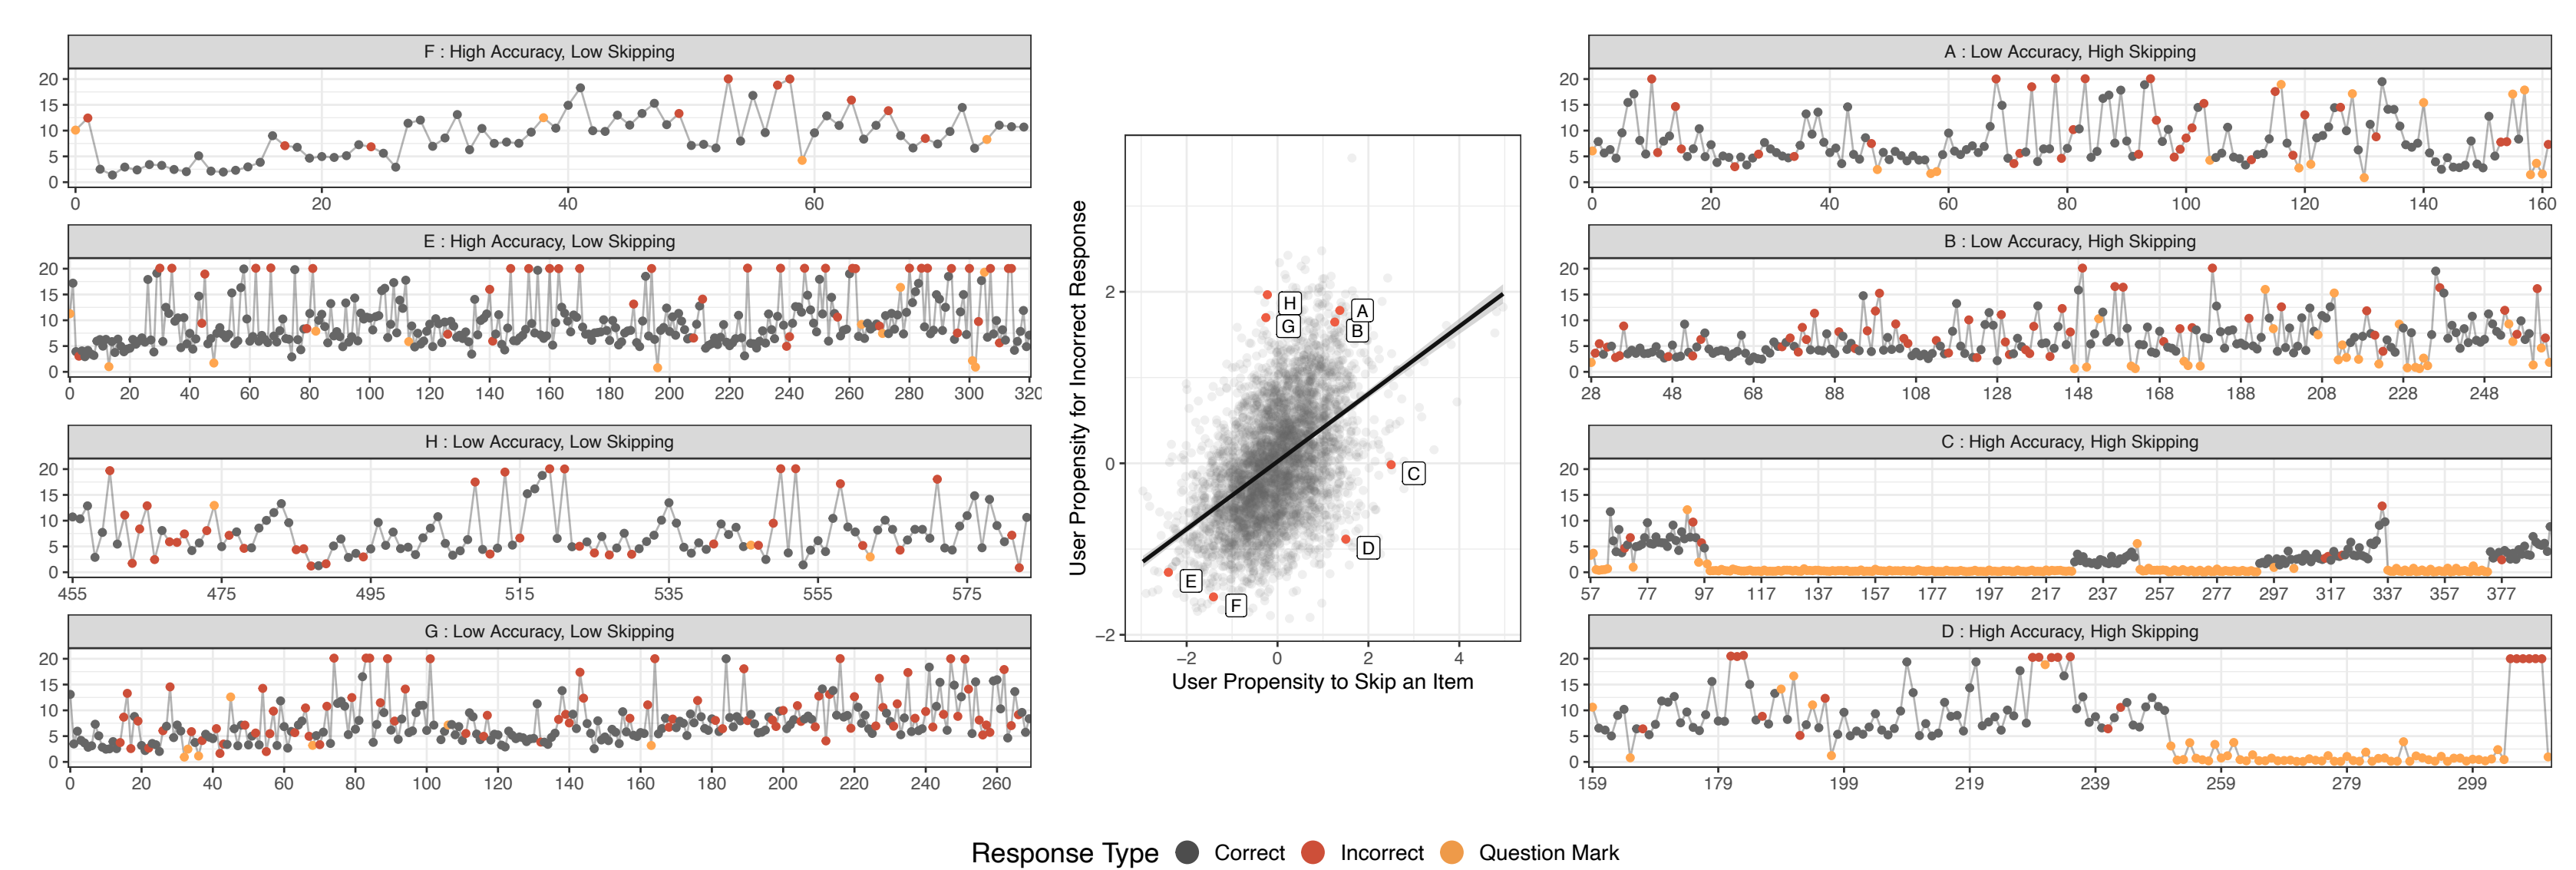 F : High Accuracy, Low Skipping
20
15
10
5
0
0 20 40 60
E : High Accuracy, Low Skipping
20
15
10
5
0
0 20 40 60 80 100 120 140 160 180 200 220 240 260 280 300 320
H : Low Accuracy, Low Skipping
20
15
10
5
0
455 475 495 515 535 555 575
G : Low Accuracy, Low Skipping
20
15
10
5
0
0 20 40 60 80 100 120 140 160 180 200 220 240 260
User Propensity for Incorrect Response
2
0
−2
H
G
A
B
C
D
E
F
−2 0 2 4
User Propensity to Skip an Item
A : Low Accuracy, High Skipping
20
15
10
5
0
0 20 40 60 80 100 120 140 160
B : Low Accuracy, High Skipping
20
15
10
5
0
28 48 68 88 108 128 148 168 188 208 228 248
C : High Accuracy, High Skipping
20
15
10
5
0
57 77 97 117 137 157 177 197 217 237 257 277 297 317 337 357 377
D : High Accuracy, High Skipping
20
15
10
5
0
159 179 199 219 239 259 279 299
Response Type Correct Incorrect Question Mark